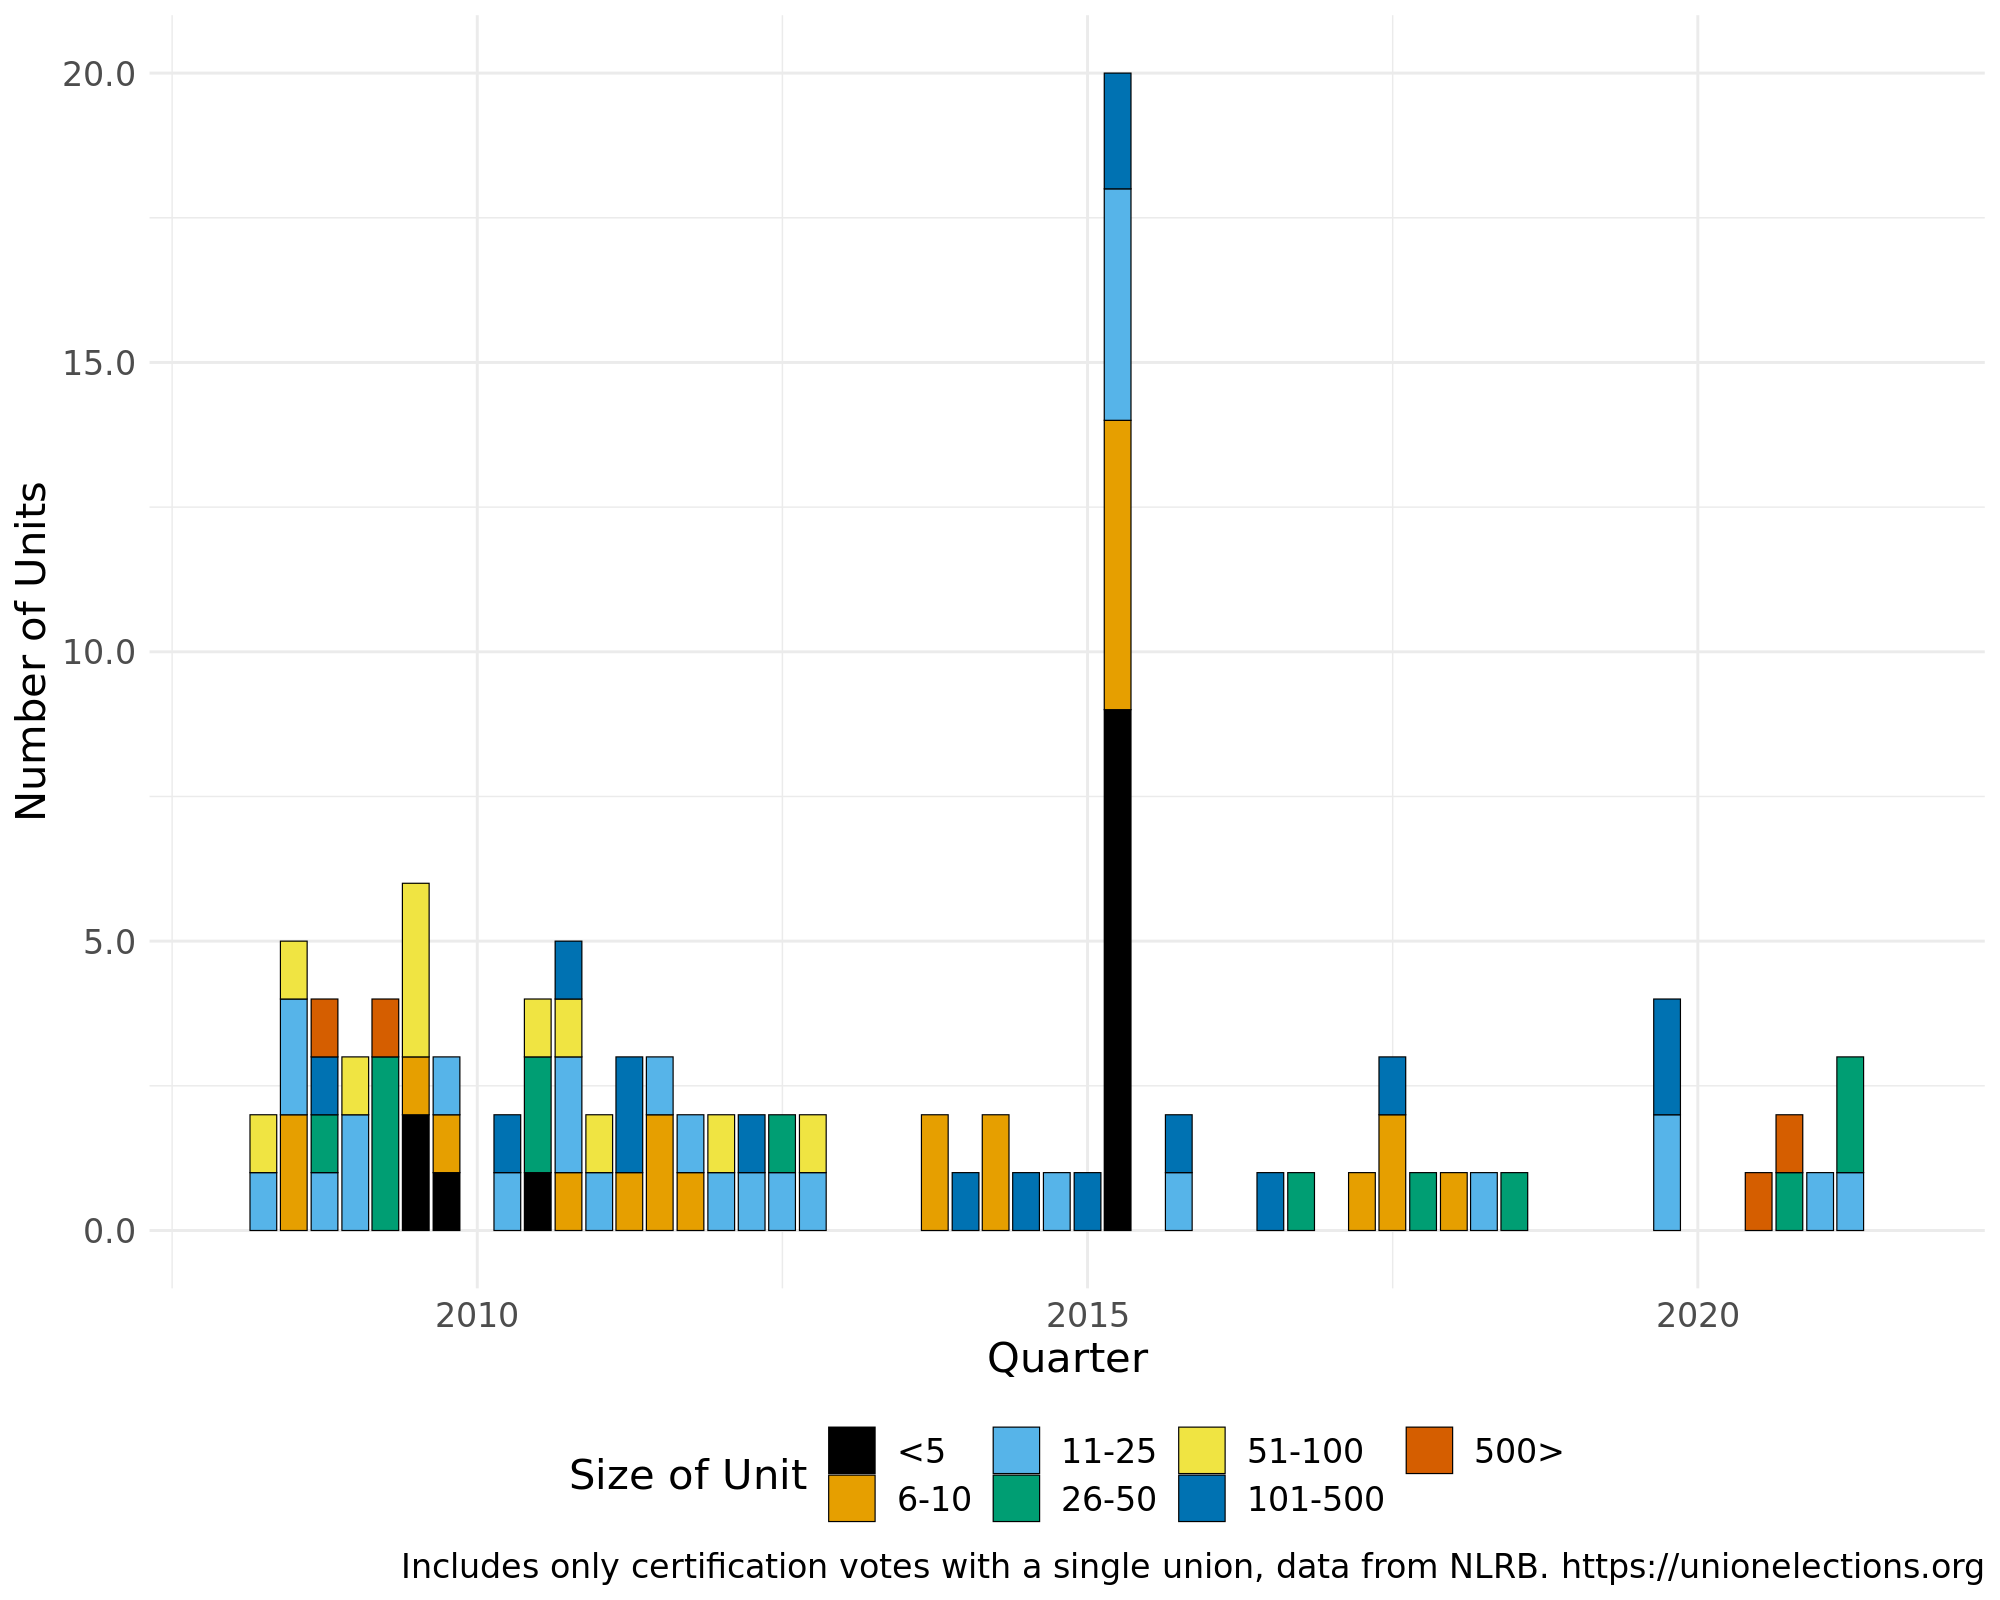 20.0
15.0
10.0
5.0
0.0
Number of Units
2010 2015 2020
Quarter
Size of Unit
<5 11-25 51-100 500>
6-10 26-50 101-500
Includes only certification votes with a single union, data from NLRB. https://unionelections.org